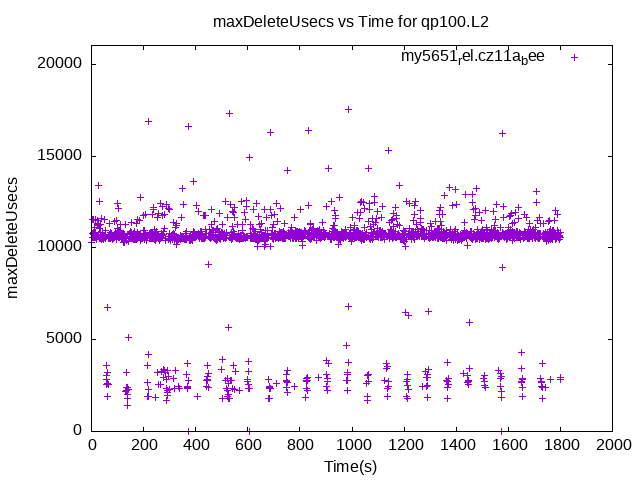 maxDeleteUsecs vs Time for qp100.L2
my5651rel.cz11abee
20000
15000
10000
5000
0
maxDeleteUsecs
0 200 400 600 800 1000 1200 1400 1600 1800 2000
Time(s)